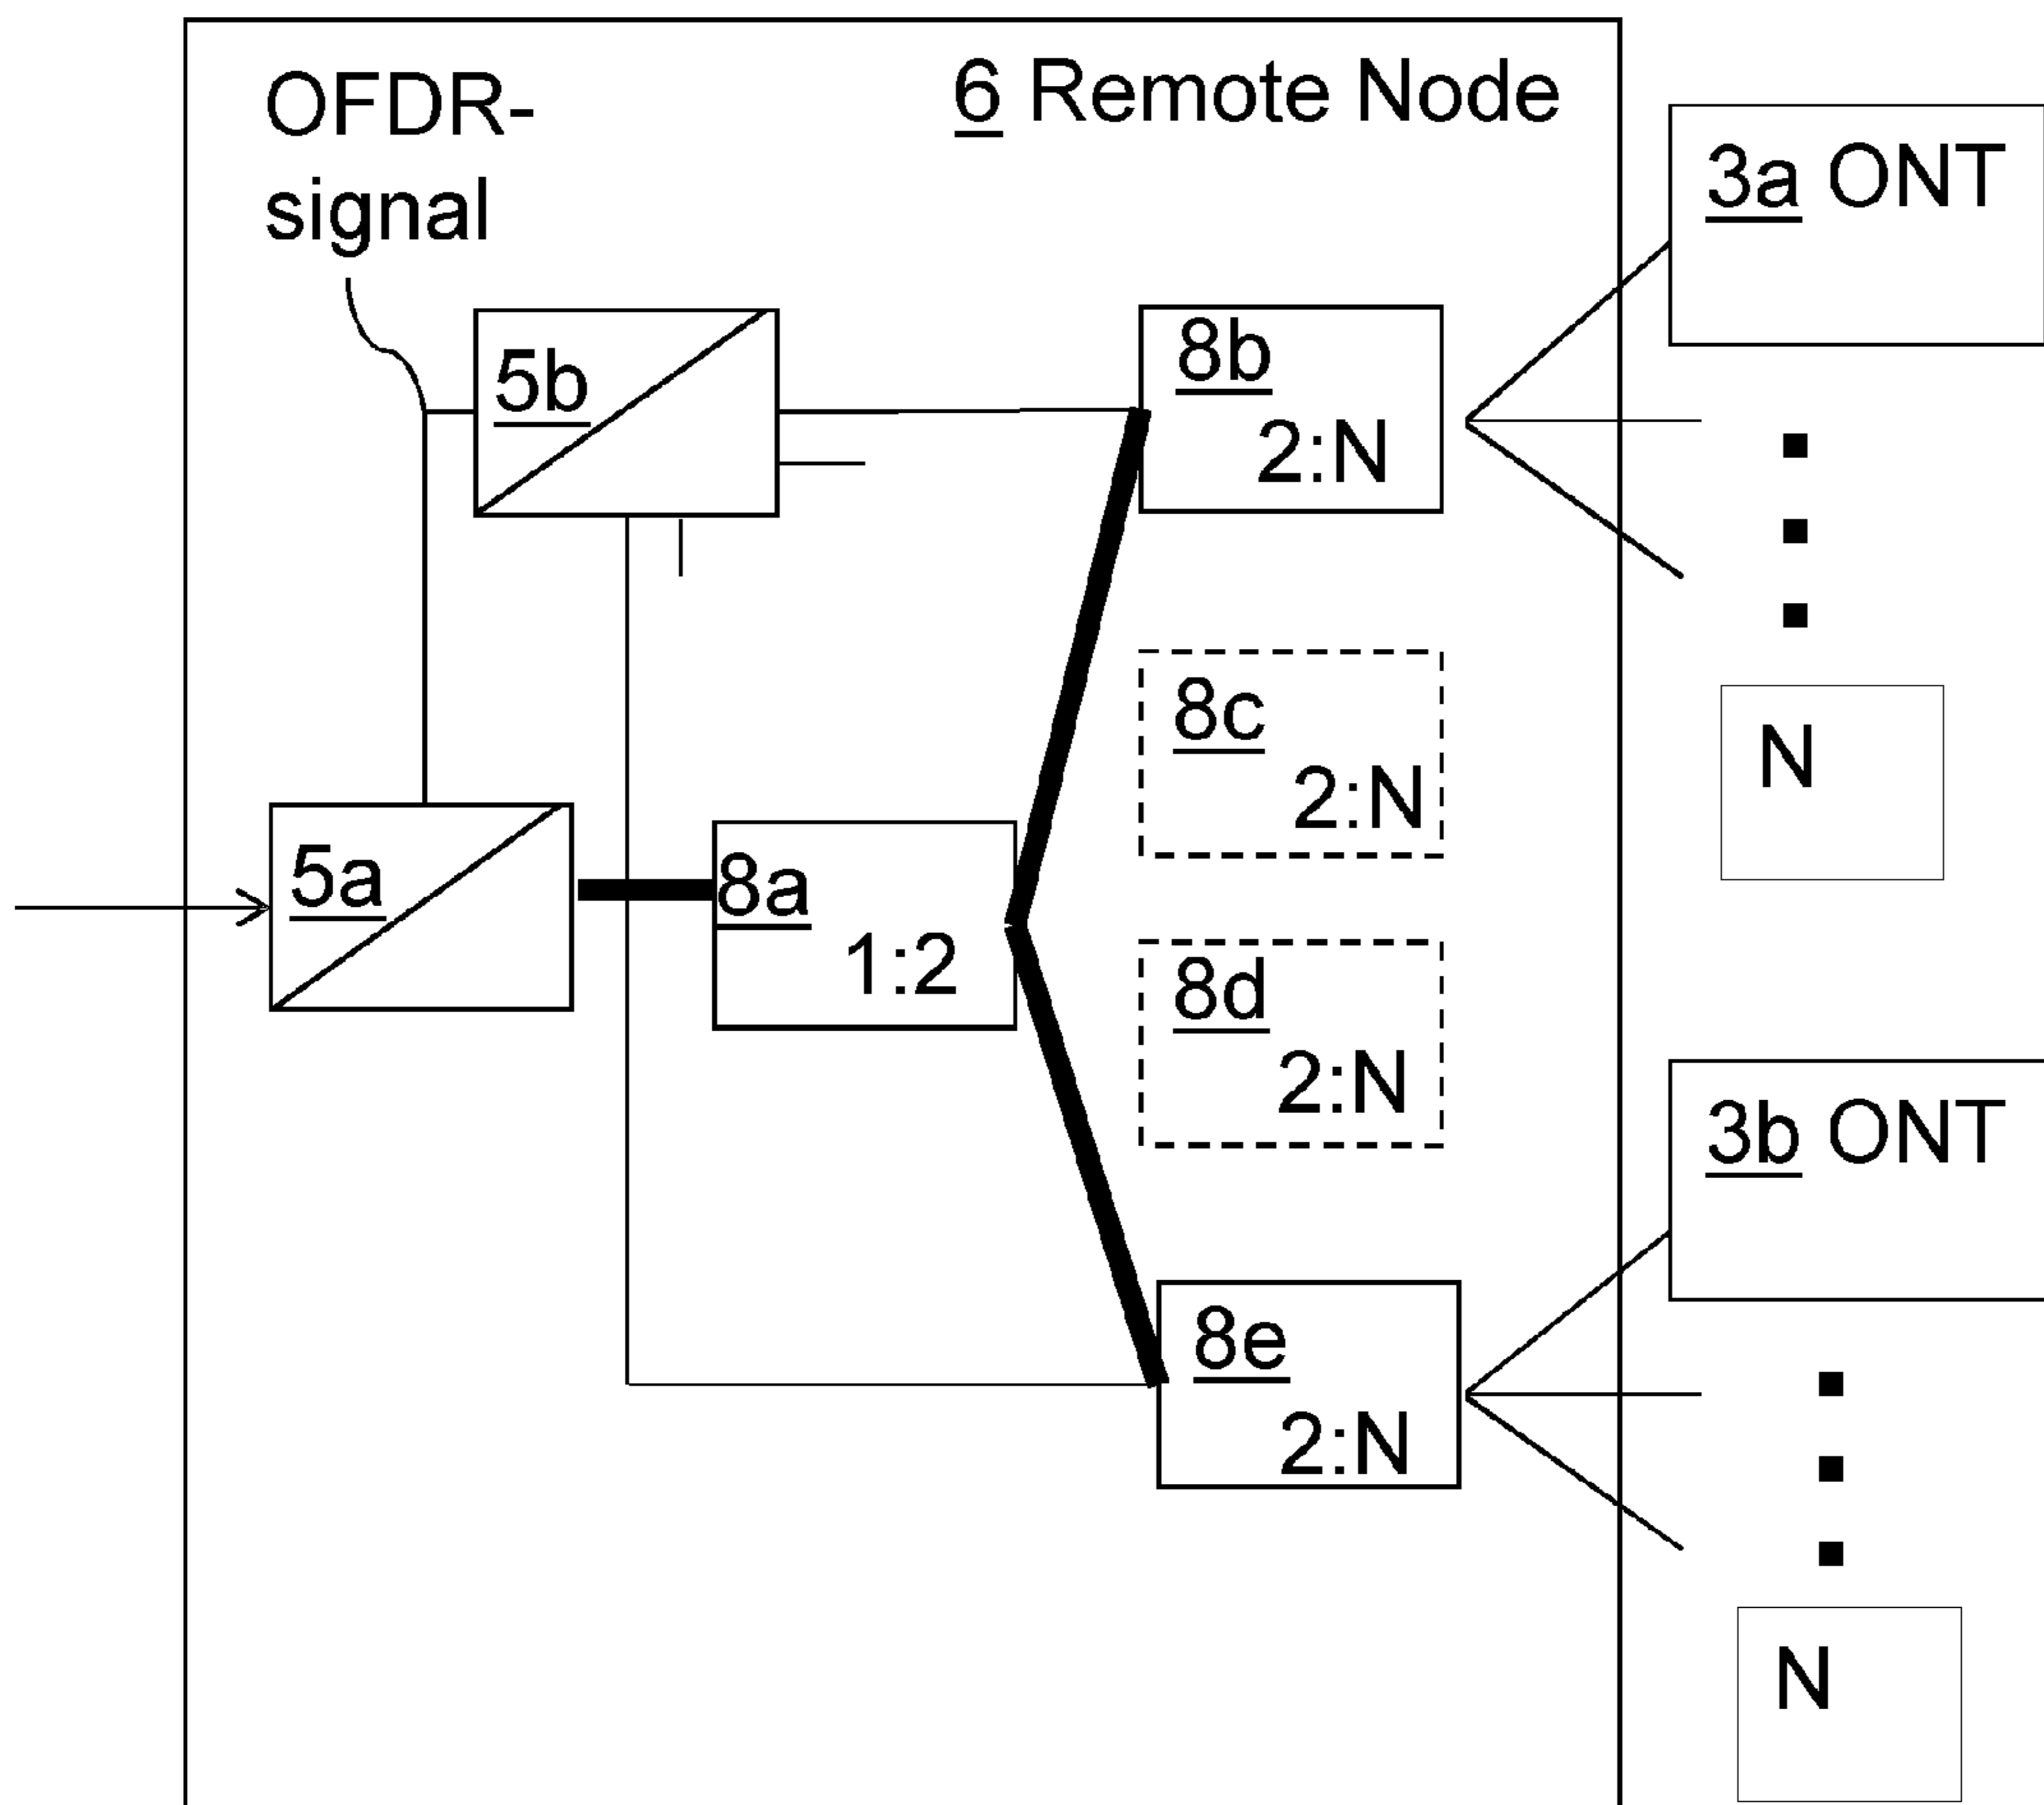 OFDR-
signal
6 Remote Node
3a ONT
5b
8b
2:N
8c
2:N
N
5a
8a
1:2
8d
2:N
3b ONT
8e
2:N
N